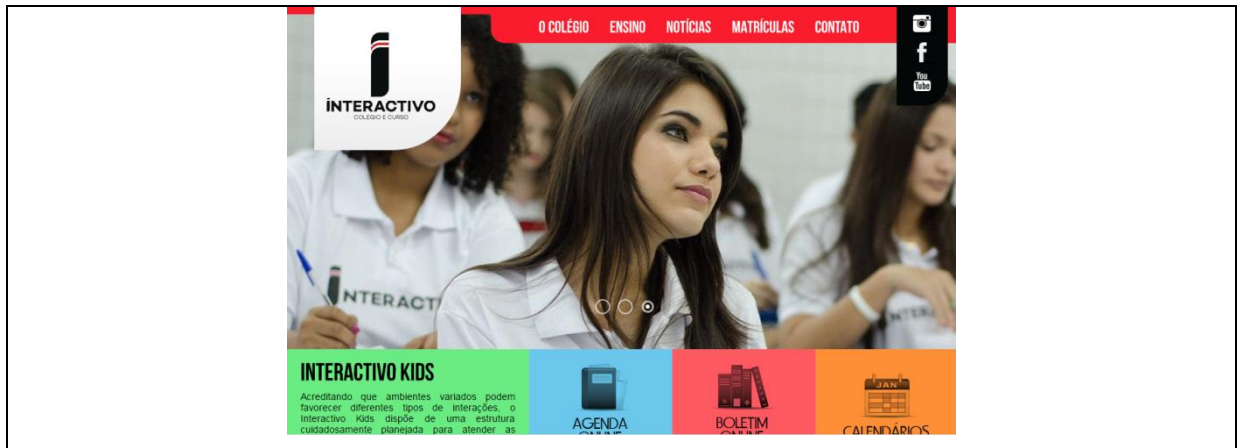 O COLÉGIO ENSINO NOTÍCIAS MATRÍCULAS CONTATO
You
Tube
ÍNTERACTIVO
COLÉGIO E CURSO
NTERACT
INTERACTIVO KIDS
Acreditando que ambientes variados podem
favorecer diferentes tipos de interações, o
Interactivo Kids dispõe de uma estrutura
cuidadosamente planejada para atender as
AGENDA
ONLINE
BOLETIM
ONLINE
JAN
CALENDÁRIOS